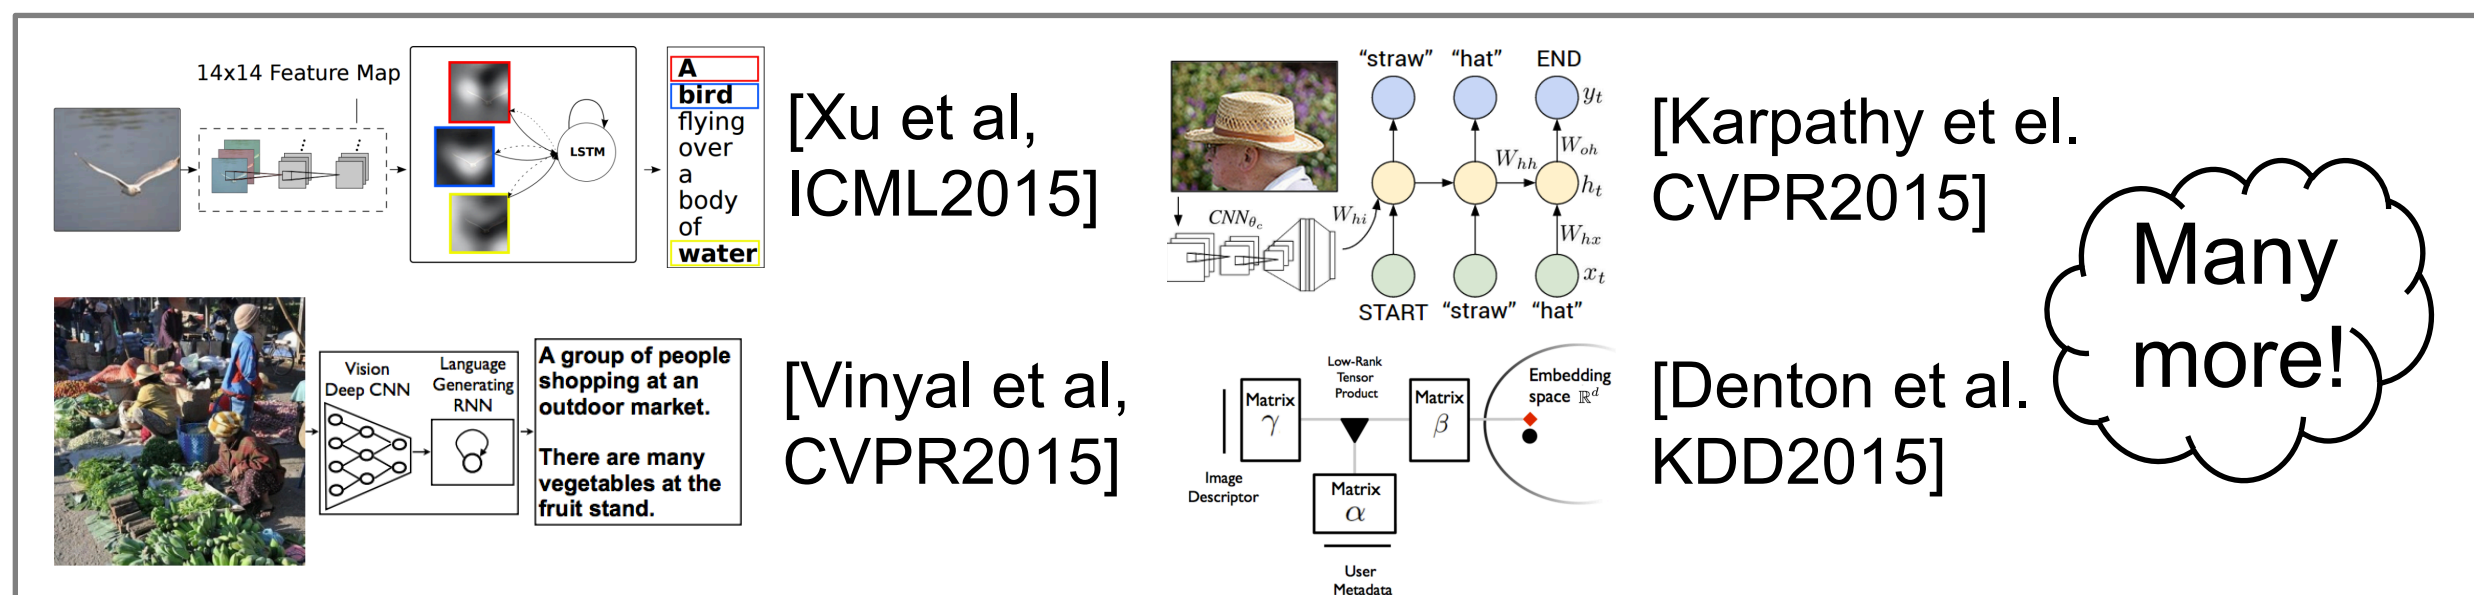 14x14 Feature Map
LSTM
A
bird
flying
over
a
body
of
water
[Xu et al,
ICML2015]
"straw" "hat" END
y_t
W_oh
W_hh
h_t
W_hi
CNN_θc
W_hx
x_t
START "straw" "hat"
[Karpathy et el.
CVPR2015]
Many
more!
Vision
Deep CNN
Language
Generating
RNN
A group of people
shopping at an
outdoor market.
There are many
vegetables at the
fruit stand.
[Vinyal et al,
CVPR2015]
Low-Rank
Tensor
Product
Matrix
γ
Matrix
β
Embedding
space ℝ^d
Image
Descriptor
Matrix
α
User
Metadata
[Denton et al.
KDD2015]